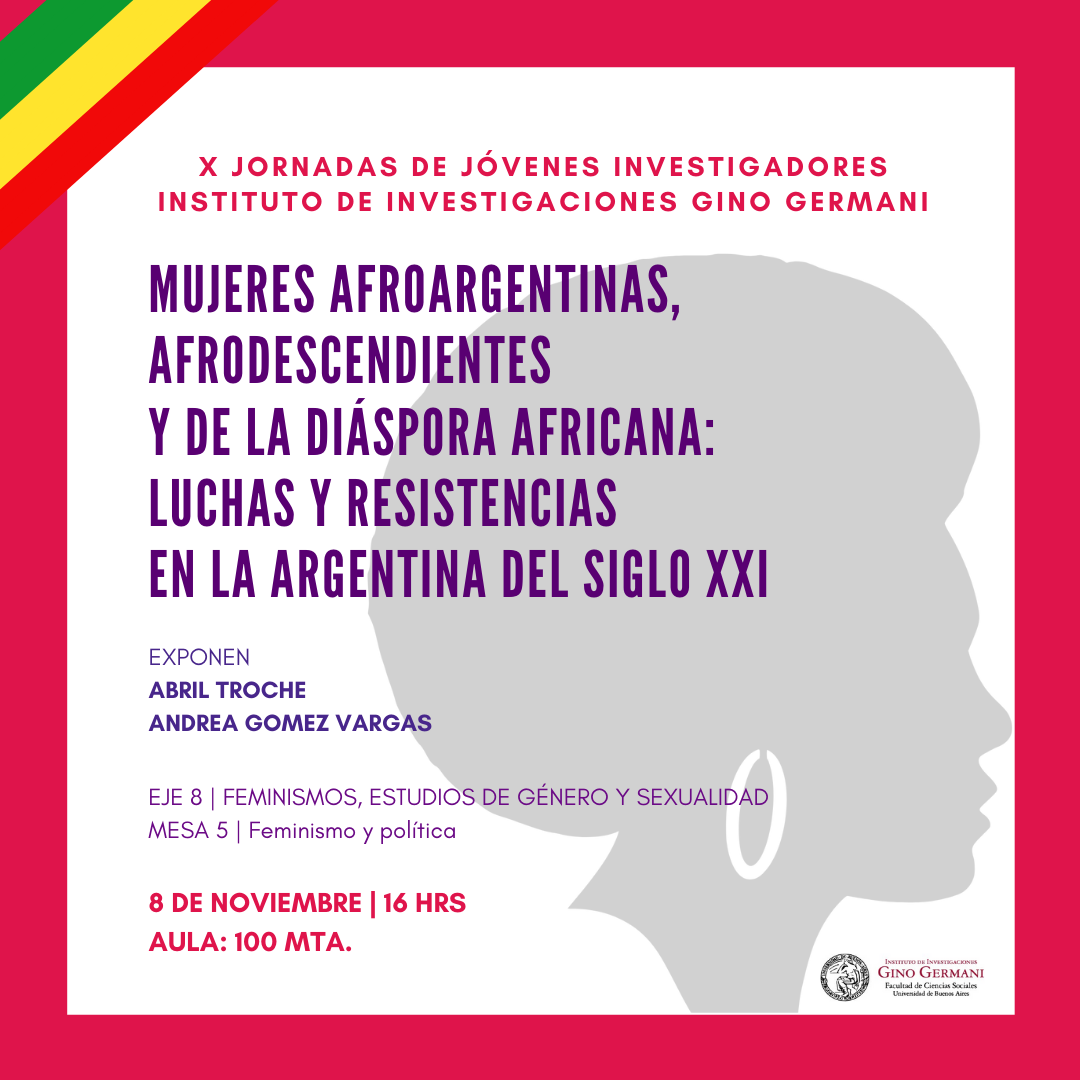 X JORNADAS DE JÓVENES INVESTIGADORES
INSTITUTO DE INVESTIGACIONES GINO GERMANI
MUJERES AFROARGENTINAS,
AFRODESCENDIENTES
Y DE LA DIÁSPORA AFRICANA:
LUCHAS Y RESISTENCIAS
EN LA ARGENTINA DEL SIGLO XXI
EXPONEN
ABRIL TROCHE
ANDREA GOMEZ VARGAS
EJE 8 | FEMINISMOS, ESTUDIOS DE GÉNERO Y SEXUALIDAD
MESA 5 | Feminismo y política
8 DE NOVIEMBRE | 16 HRS
AULA: 100 MTA.
INSTITUTO DE INVESTIGACIONES
GINO GERMANI
Facultad de Ciencias Sociales
Universidad de Buenos Aires